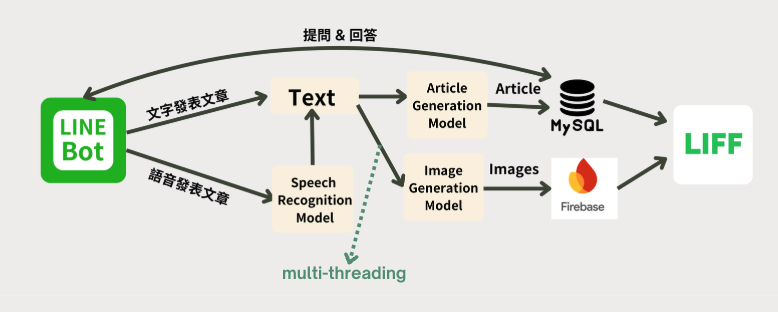 提問 & 回答
LINE
Bot
文字發表文章
語音發表文章
Text
Speech
Recognition
Model
Article
Generation
Model
Image
Generation
Model
Article
Images
MySQL
Firebase
LIFF
multi-threading